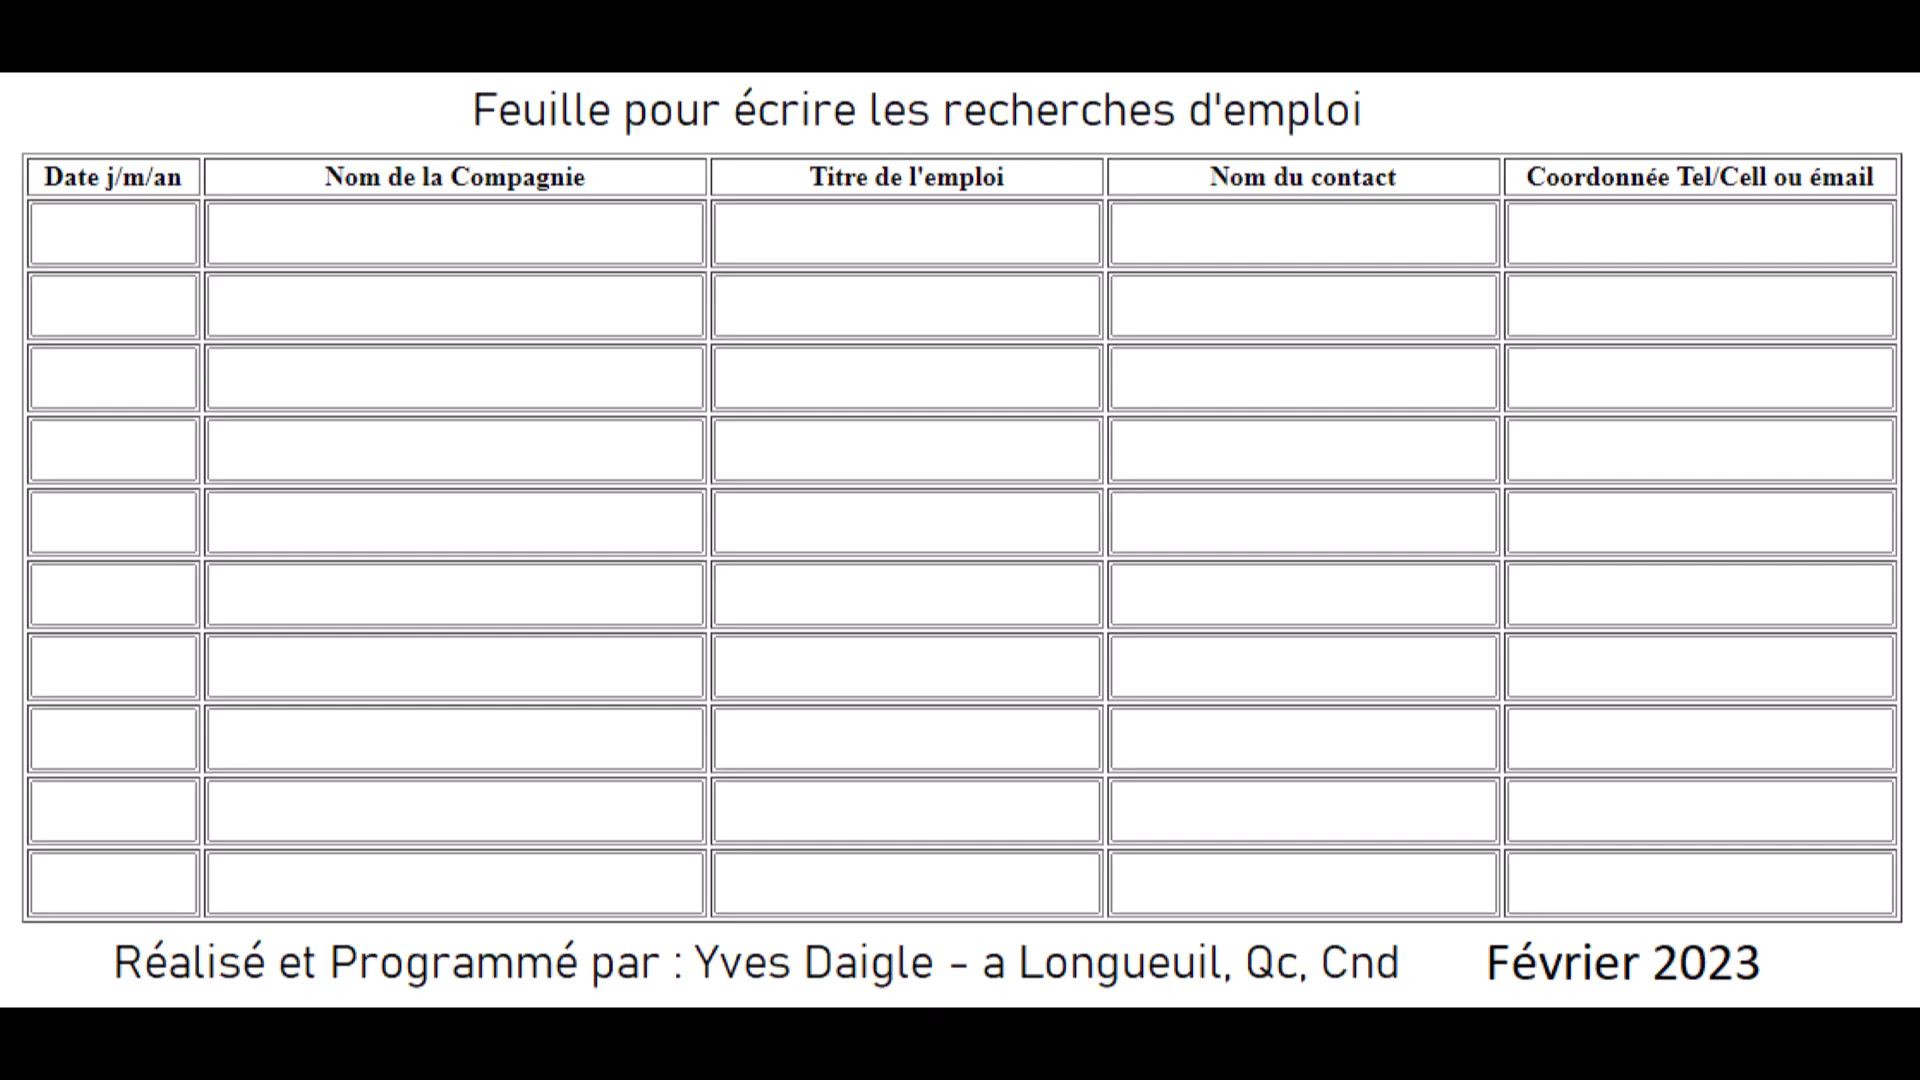 Feuille pour écrire les recherches d'emploi
Date j/m/an Nom de la Compagnie Titre de l'emploi Nom du contact Coordonnée Tel/Cell ou émail
Réalisé et Programmé par : Yves Daigle - a Longueuil, Qc, Cnd Février 2023